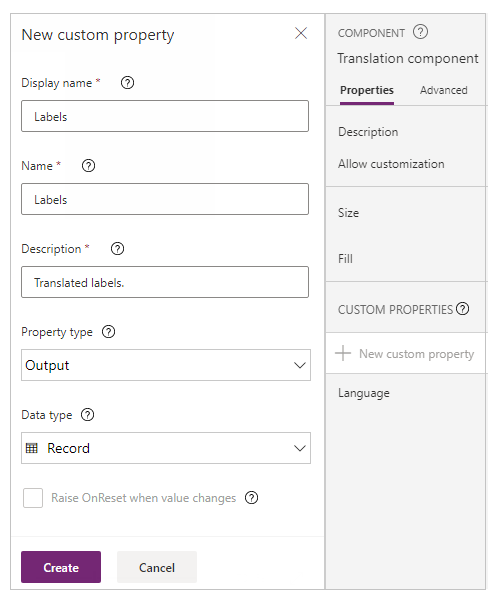 New custom property
Display name *
Labels
Name *
Labels
Description *
Translated labels.
Property type
Output
Data type
Record
Raise OnReset when value changes
Create
Cancel
COMPONENT
Translation component
Properties
Advanced
Description
Allow customization
Size
Fill
CUSTOM PROPERTIES
New custom property
Language